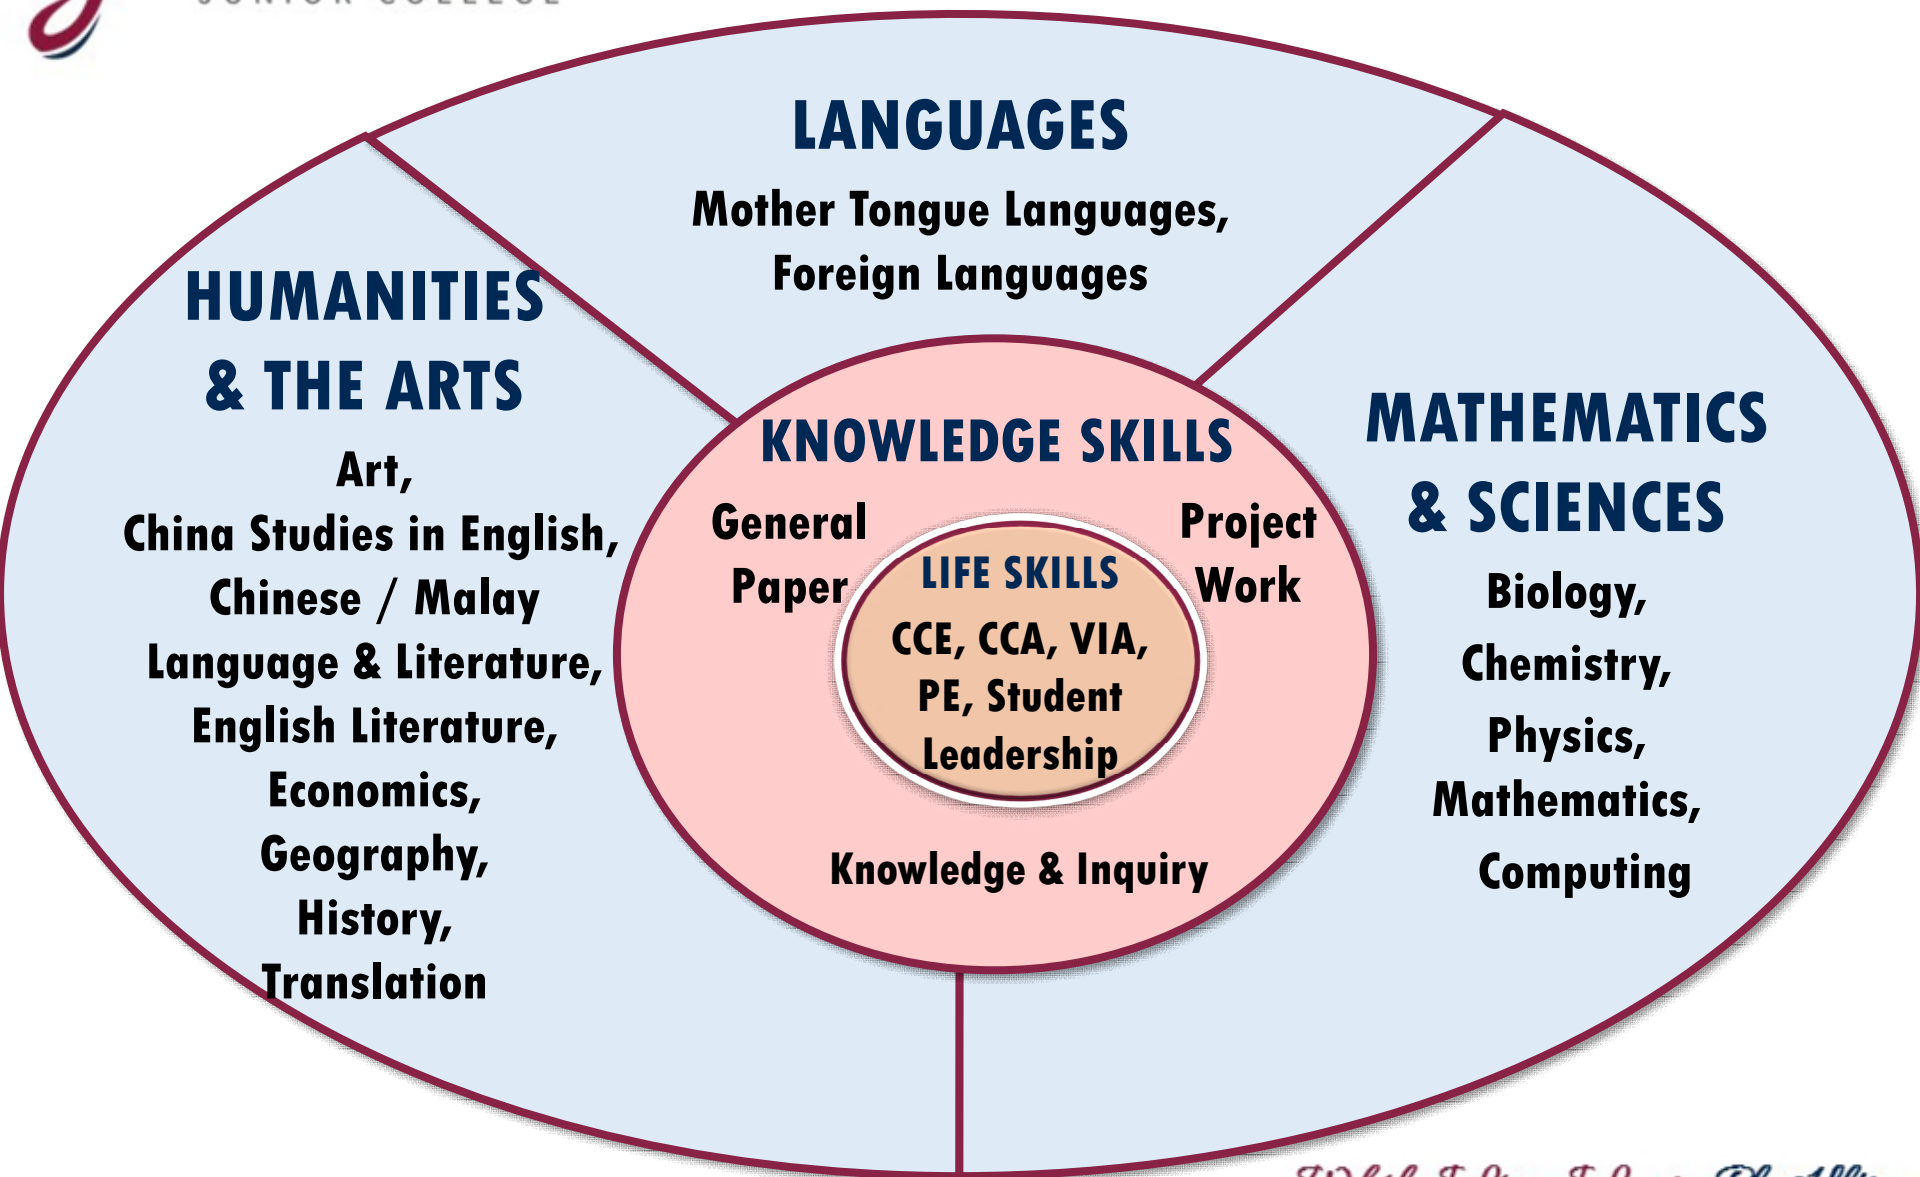 JUNIOR COLLEGE
LANGUAGES
Mother Tongue Languages,
Foreign Languages
HUMANITIES
& THE ARTS
Art,
China Studies in English,
Chinese / Malay
Language & Literature,
English Literature,
Economics,
Geography,
History,
Translation
KNOWLEDGE SKILLS
General
Paper
Project
Work
LIFE SKILLS
CCE, CCA, VIA,
PE, Student
Leadership
Knowledge & Inquiry
MATHEMATICS
& SCIENCES
Biology,
Chemistry,
Physics,
Mathematics,
Computing